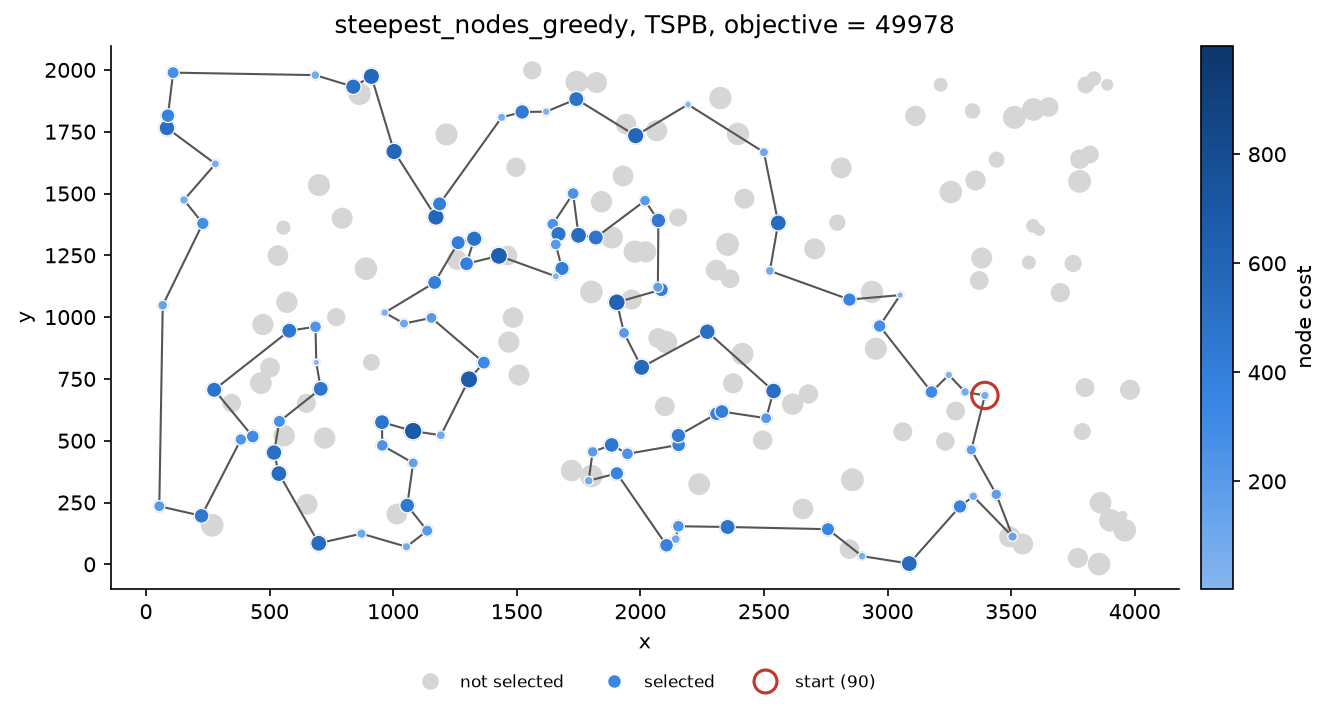 steepest_nodes_greedy, TSPB, objective = 49978
2000
1750
1500
1250
1000
750
500
250
0
y
0 500 1000 1500 2000 2500 3000 3500 4000
x
800
600
400
200
node cost
not selected selected start (90)